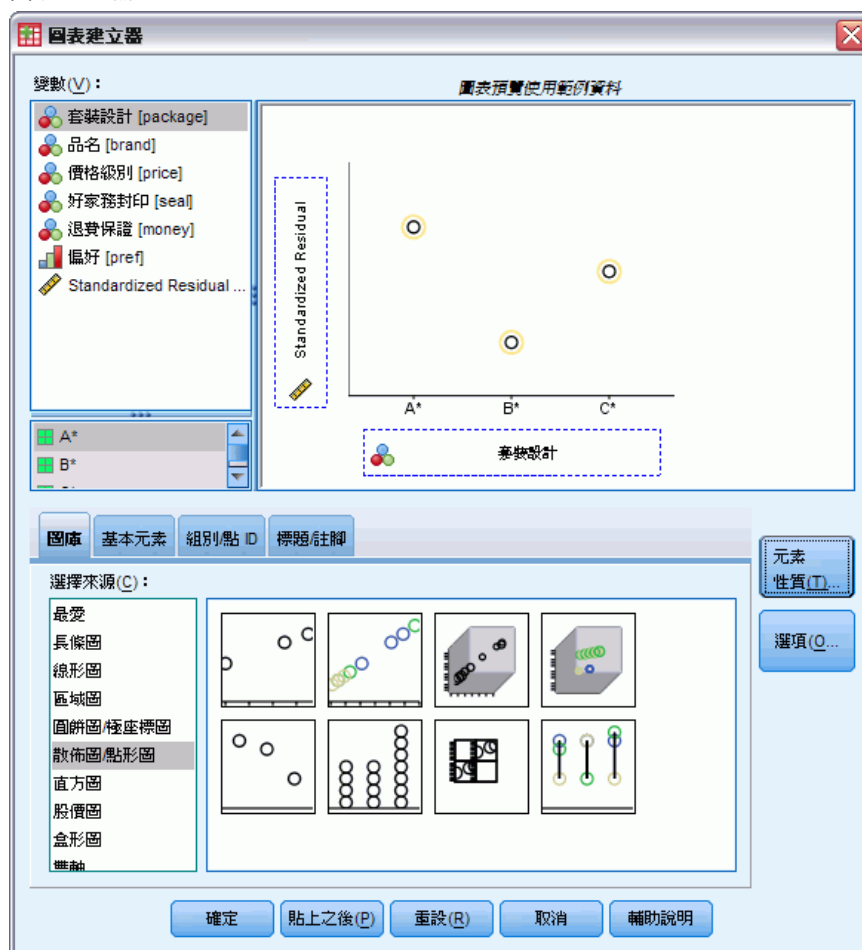 圖表建立器
變數(V)：
圖表預覽使用範例資料
套裝設計 [package]
品名 [brand]
價格級別 [price]
好家務封印 [seal]
退費保證 [money]
偏好 [pref]
Standardized Residual ...
Standardized Residual
A*
B*
C*
套裝設計
A*
B*
圖庫
基本元素
組別/點 ID
標題/註腳
選擇來源(C)：
最愛
長條圖
線形圖
區域圖
圓餅圖/極座標圖
散佈圖/點形圖
直方圖
股價圖
盒形圖
雙軸
元素
性質(T)...
選項(O...
確定
貼上之後(P)
重設(R)
取消
輔助說明